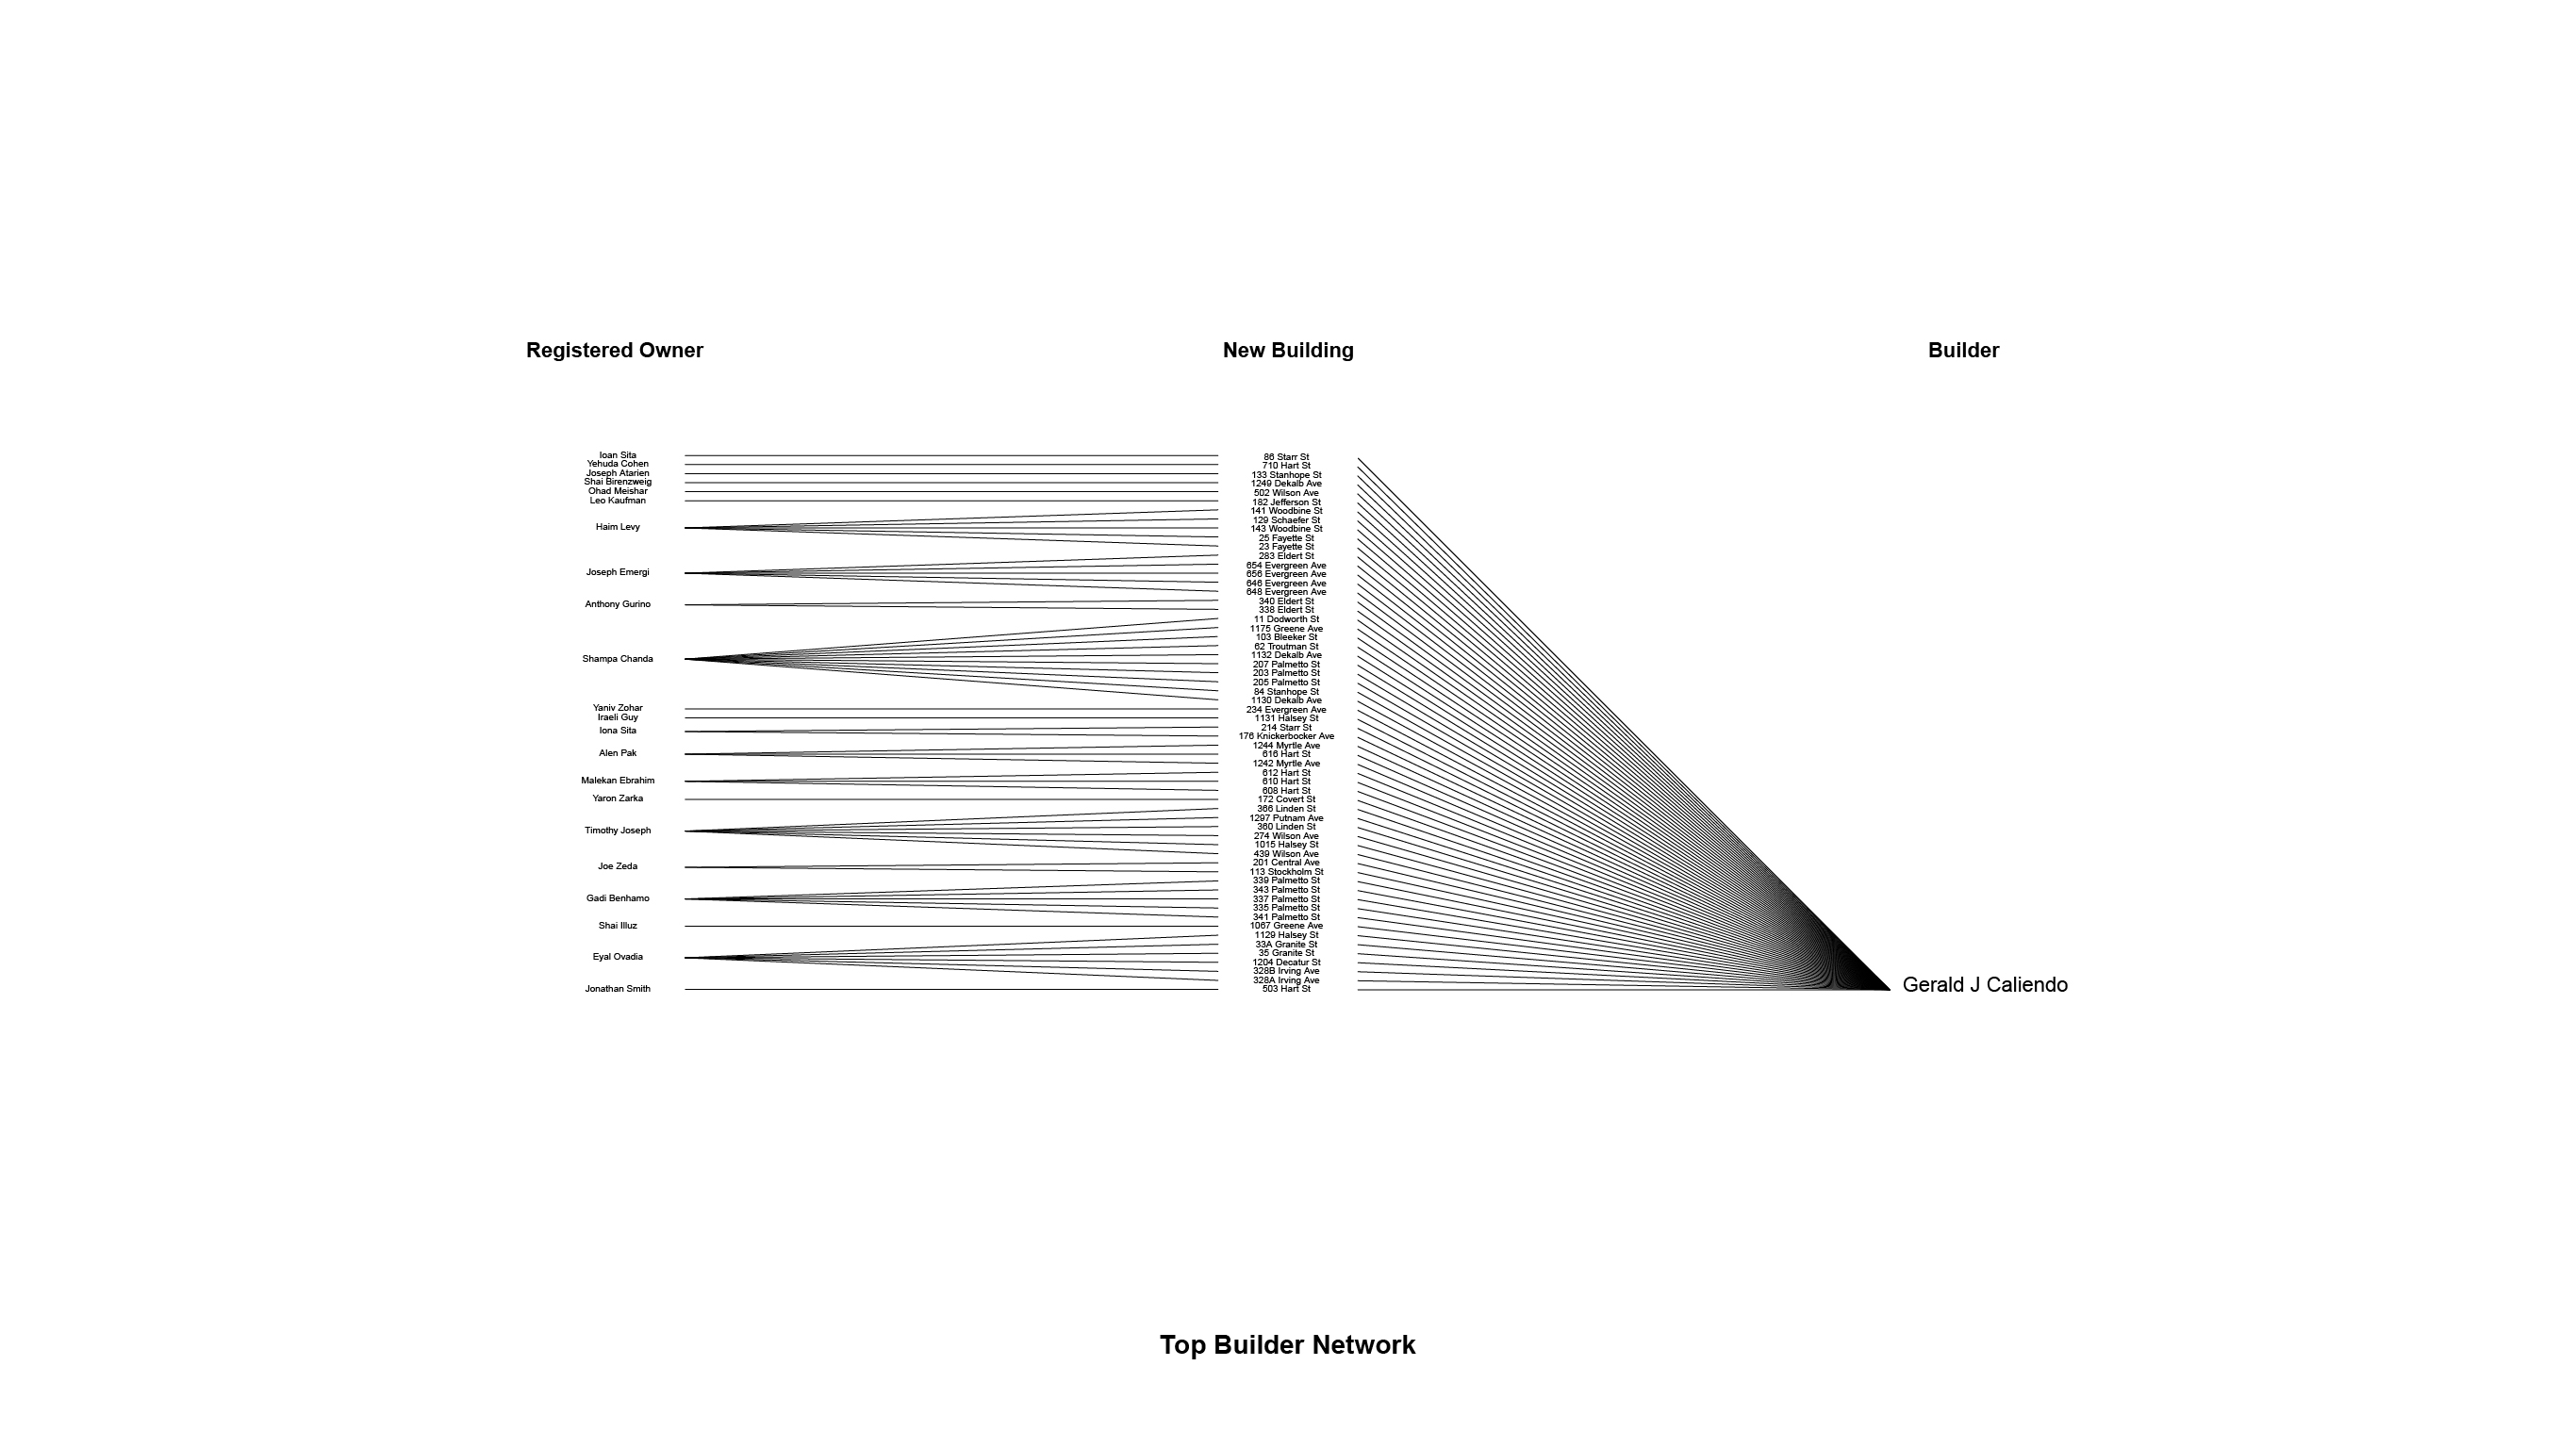 Registered Owner
New Building
Builder
Ioan Sita
Yehuda Cohen
Joseph Atarien
Shai Birenzweig
Ohad Meishar
Leo Kaufman
Haim Levy
Joseph Emergi
Anthony Gurino
Shampa Chanda
Yaniv Zohar
Iraeli Guy
Iona Sita
Alen Pak
Malekan Ebrahim
Yaron Zarka
Timothy Joseph
Joe Zeda
Gadi Benhamo
Shai Illuz
Eyal Ovadia
Jonathan Smith
86 Starr St
710 Hart St
133 Stanhope St
1249 Dekalb Ave
502 Wilson Ave
182 Jefferson St
141 Woodbine St
129 Schaefer St
143 Woodbine St
25 Fayette St
23 Fayette St
283 Eldert St
654 Evergreen Ave
656 Evergreen Ave
646 Evergreen Ave
648 Evergreen Ave
340 Eldert St
338 Eldert St
11 Dodworth St
1175 Greene Ave
103 Bleeker St
62 Troutman St
1132 Dekalb Ave
207 Palmetto St
203 Palmetto St
205 Palmetto St
84 Stanhope St
1130 Dekalb Ave
234 Evergreen Ave
1131 Halsey St
214 Starr St
176 Knickerbocker Ave
1244 Myrtle Ave
616 Hart St
1242 Myrtle Ave
612 Hart St
610 Hart St
608 Hart St
172 Covert St
366 Linden St
1297 Putnam Ave
360 Linden St
274 Wilson Ave
1015 Halsey St
439 Wilson Ave
201 Central Ave
113 Stockholm St
339 Palmetto St
343 Palmetto St
337 Palmetto St
335 Palmetto St
341 Palmetto St
1067 Greene Ave
1129 Halsey St
33A Granite St
35 Granite St
1204 Decatur St
328B Irving Ave
328A Irving Ave
503 Hart St
Gerald J Caliendo
Top Builder Network